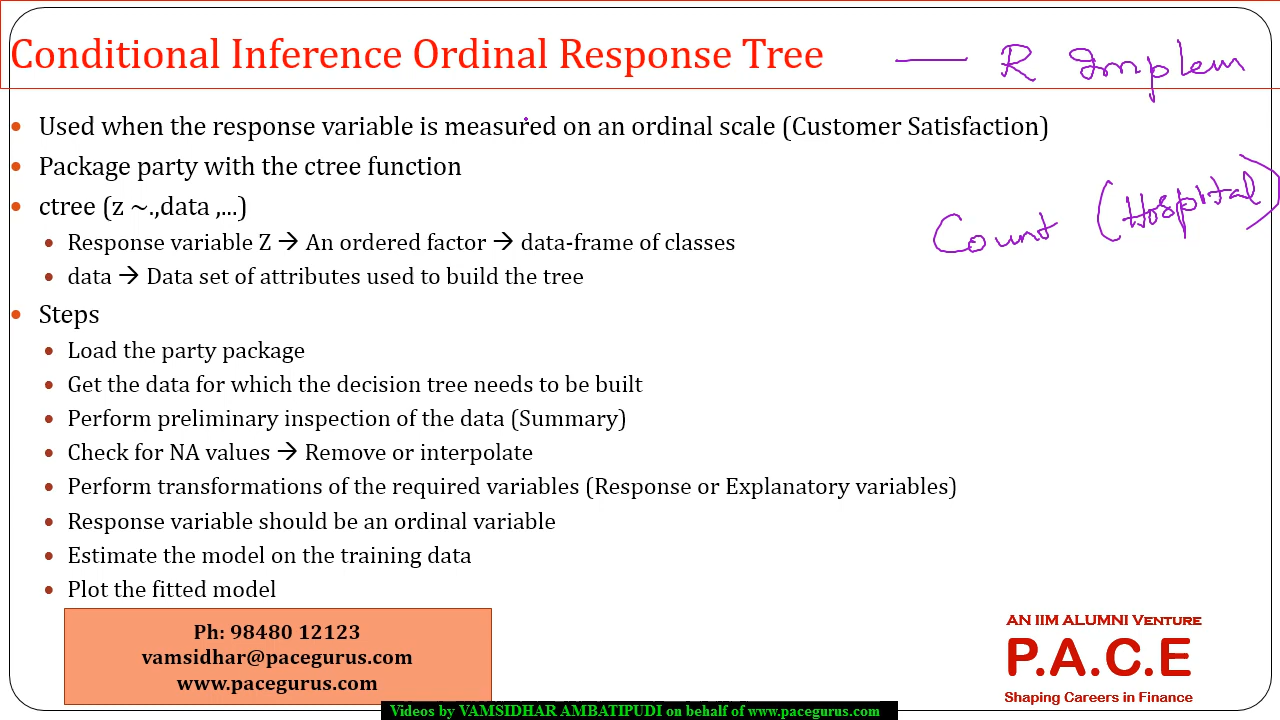 Conditional Inference Ordinal Response Tree — R Implem
• Used when the response variable is measured on an ordinal scale (Customer Satisfaction)
• Package party with the ctree function
• ctree (z ~.,data ,...)
Count (Hospital)
• Response variable Z → An ordered factor → data-frame of classes
• data → Data set of attributes used to build the tree
• Steps
• Load the party package
• Get the data for which the decision tree needs to be built
• Perform preliminary inspection of the data (Summary)
• Check for NA values → Remove or interpolate
• Perform transformations of the required variables (Response or Explanatory variables)
• Response variable should be an ordinal variable
• Estimate the model on the training data
• Plot the fitted model
Ph: 98480 12123
vamsidhar@pacegurus.com
www.pacegurus.com
AN IIM ALUMNI VENTURE
P.A.C.E
Shaping Careers in Finance
Videos by VAMSIDHAR AMBATIPUDI on behalf of www.pacegurus.com